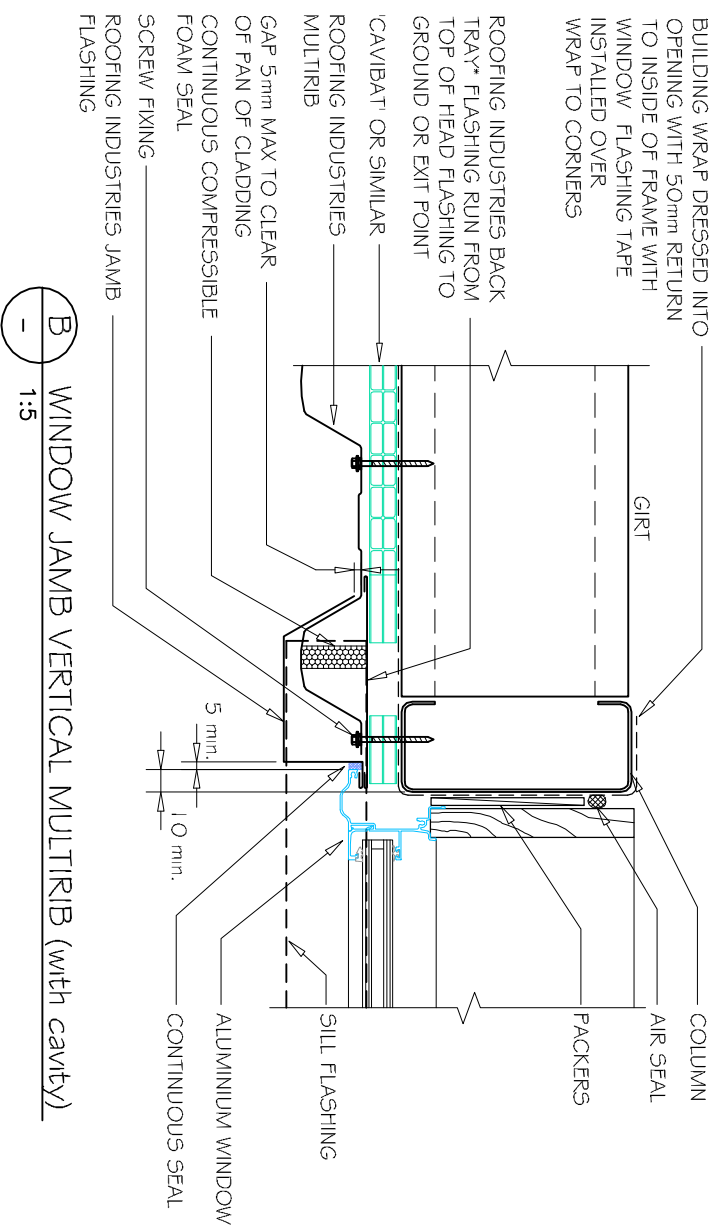 BUILDING WRAP DRESSED INTO
OPENING WITH 50mm RETURN
TO INSIDE OF FRAME WITH
WINDOW FLASHING TAPE
INSTALLED OVER
WRAP TO CORNERS
ROOFING INDUSTRIES BACK
TRAY* FLASHING RUN FROM
TOP OF HEAD FLASHING TO
GROUND OR EXIT POINT
'CAVIBAT' OR SIMILAR
ROOFING INDUSTRIES
MULTIRIB
GAP 5mm MAX TO CLEAR
OF PAN OF CLADDING
CONTINUOUS COMPRESSIBLE
FOAM SEAL
SCREW FIXING
ROOFING INDUSTRIES JAMB
FLASHING
GIRT
5 min.
10 min.
COLUMN
AIR SEAL
PACKERS
SILL FLASHING
ALUMINIUM WINDOW
CONTINUOUS SEAL
B
-
WINDOW JAMB VERTICAL MULTIRIB (with cavity)
1:5